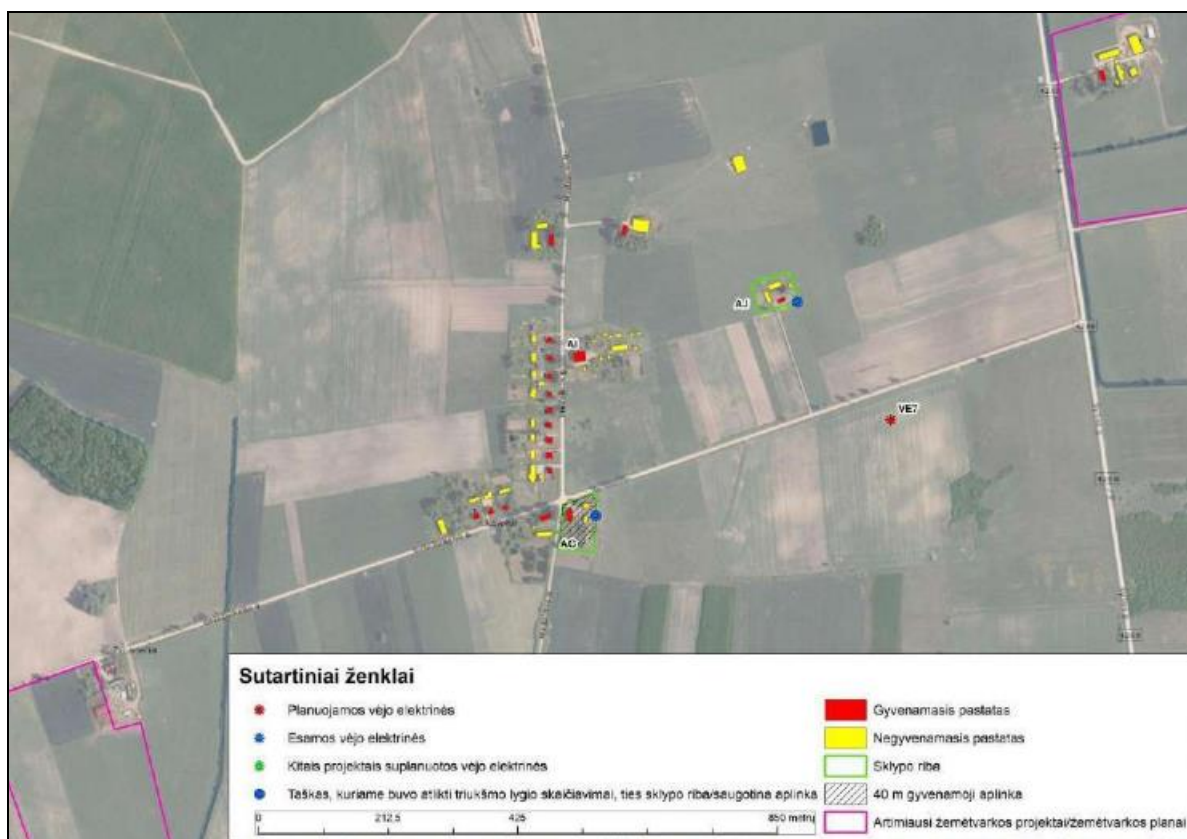 AJ
AI
VE7
AG
Sutartiniai ženklai
Planuojamos vėjo elektrinės
Esamos vėjo elektrinės
Kitais projektais suplanuotos vėjo elektrinės
Taškas, kuriame buvo atlikti triukšmo lygio skaičiavimai, ties sklypo riba/saugotina aplinka
0 212,5 425 850 metrų
Gyvenamasis pastatas
Negyvenamasis pastatas
Sklypo riba
40 m gyvenamoji aplinka
Artimiausi žemėtvarkos projektai/žemėtvarkos planai